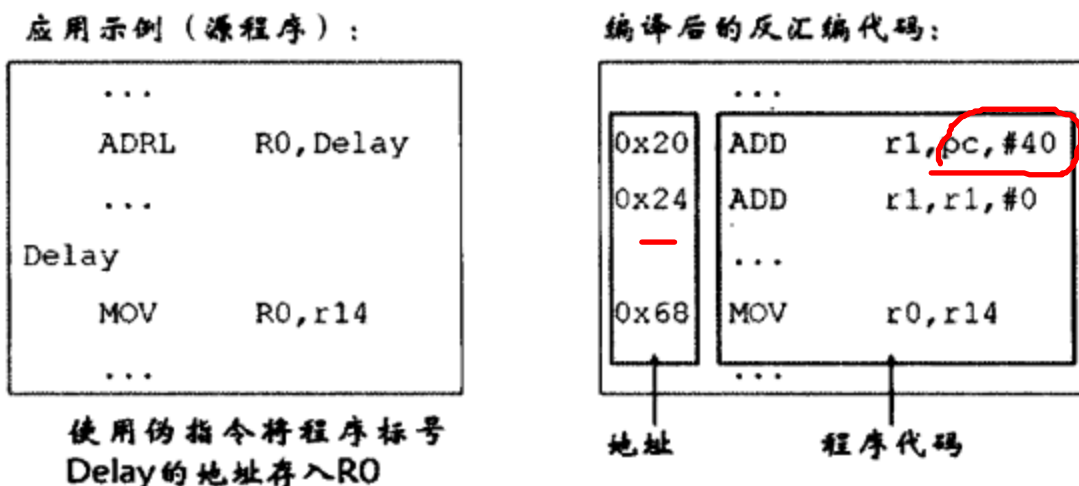 应用示例（源程序）：
...
ADRL R0,Delay
...
Delay
MOV R0,r14
...
使用伪指令将程序标号
Delay的地址存入R0
编译后的反汇编代码：
...
0x20 ADD r1,pc,#40
0x24 ADD r1,r1,#0
...
0x68 MOV r0,r14
...
地址 程序代码